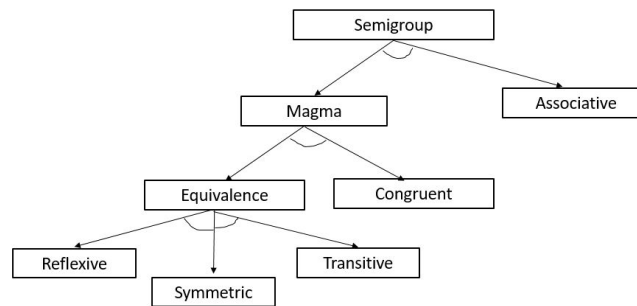 Semigroup
Magma
Associative
Equivalence
Congruent
Reflexive
Symmetric
Transitive